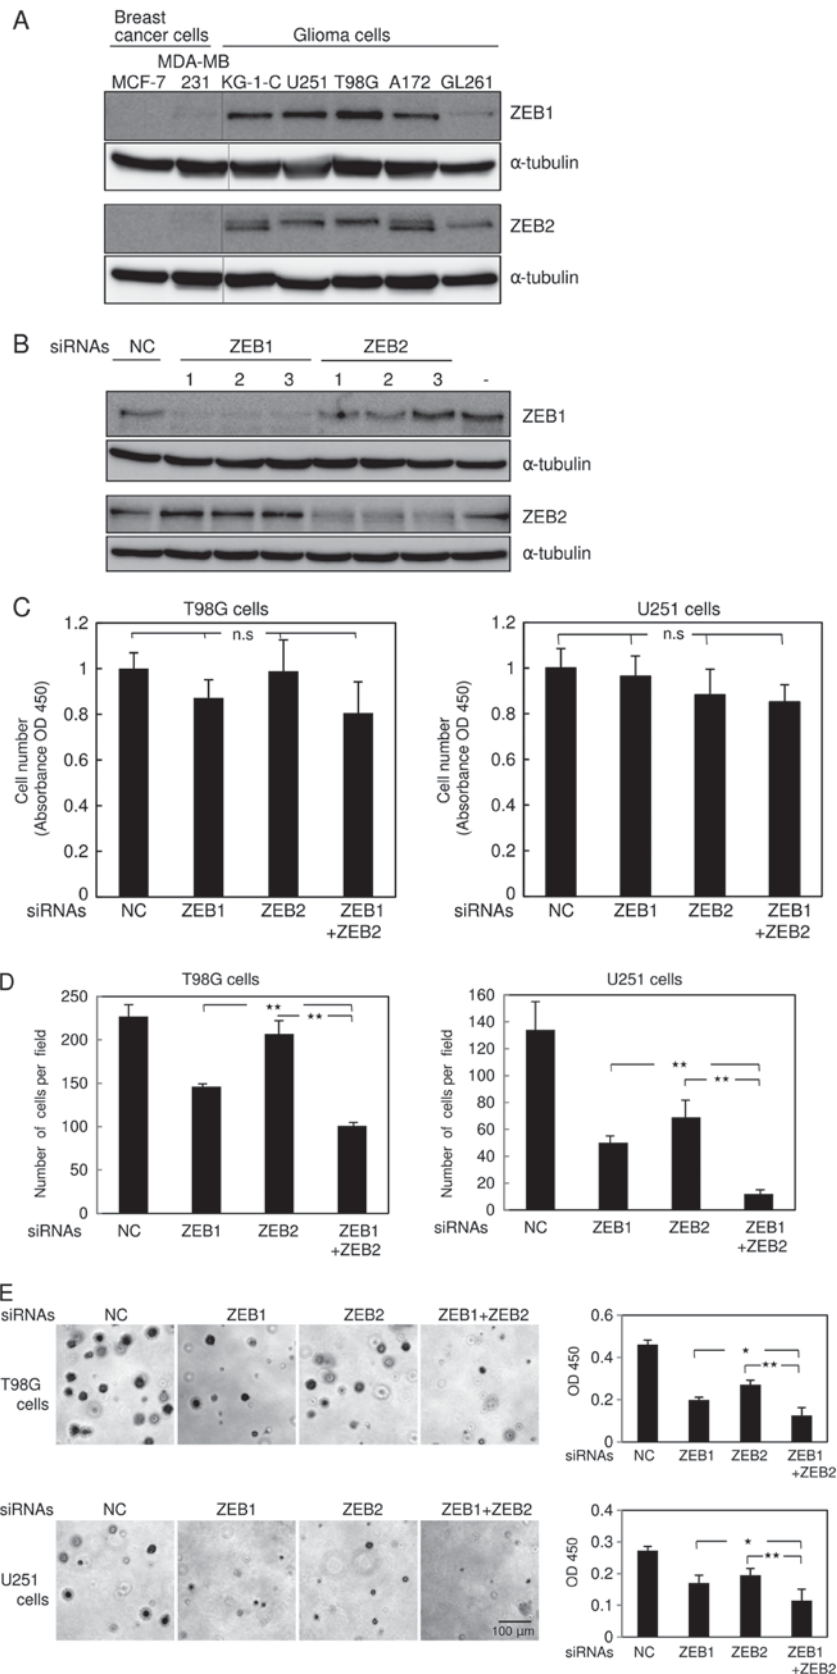 A
Breast
cancer cells
Glioma cells
MDA-MB
MCF-7 231 KG-1-C U251 T98G A172 GL261
ZEB1
α-tubulin
ZEB2
α-tubulin
B
siRNAs NC ZEB1 ZEB2
1 2 3 1 2 3 -
ZEB1
α-tubulin
ZEB2
α-tubulin
C
T98G cells
1.2
1
0.8
0.6
0.4
0.2
0
Cell number
(Absorbance OD 450)
n.s
siRNAs NC ZEB1 ZEB2 ZEB1
+ZEB2
U251 cells
1.2
1
0.8
0.6
0.4
0.2
0
Cell number
(Absorbance OD 450)
n.s
siRNAs NC ZEB1 ZEB2 ZEB1
+ZEB2
D
T98G cells
250
200
150
100
50
0
Number of cells per field
**
**
siRNAs NC ZEB1 ZEB2 ZEB1
+ZEB2
U251 cells
160
140
120
100
80
60
40
20
0
Number of cells per field
**
**
siRNAs NC ZEB1 ZEB2 ZEB1
+ZEB2
E
siRNAs NC ZEB1 ZEB2 ZEB1+ZEB2
T98G
cells
0.6
0.4
0.2
0
OD 450
*
**
siRNAs NC ZEB1 ZEB2 ZEB1
+ZEB2
siRNAs NC ZEB1 ZEB2 ZEB1+ZEB2
U251
cells
100 µm
0.4
0.3
0.2
0.1
0
OD 450
*
**
siRNAs NC ZEB1 ZEB2 ZEB1
+ZEB2